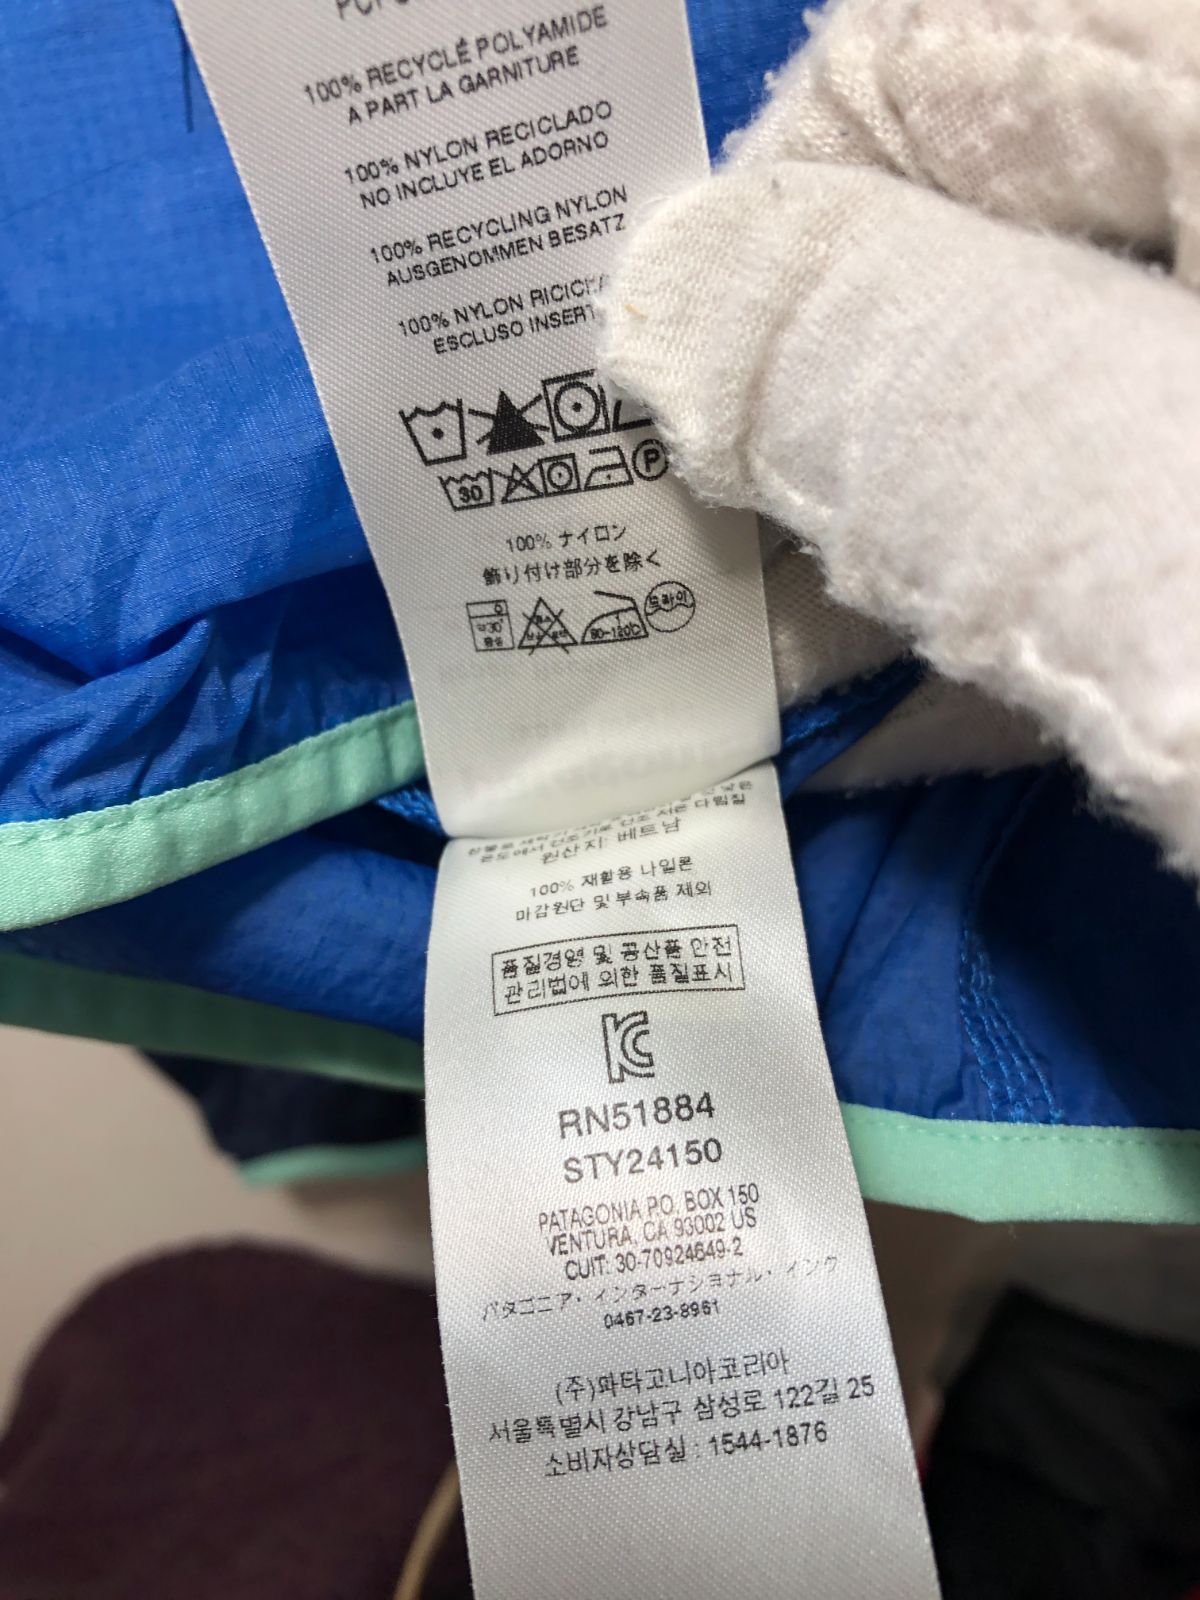 100% RECYCLÉ POLYAMIDE
A PART LA GARNITURE
100% NYLON RECICLADO
NO INCLUYE EL ADORNO
100% RECYCLING NYLON
AUSGENOMMEN BESATZ
100% NYLON
ESCLUSO
30
P
100% ナイロン
飾り付け部分を除く
드라이
80~120℃
원산지: 베트남
100% 재활용 나일론
마감원단 및 부속품 제외
품질경영 및 공산품 안전
관리법에 의한 품질표시
RN51884
STY24150
PATAGONIA P.O. BOX 150
VENTURA, CA 93002 US
CUIT: 30-70924649-2
パタゴニア・インターナショナル・インク
0467-23-8961
(주)파타고니아코리아
서울특별시 강남구 삼성로 122길 25
소비자상담실 : 1544-1876